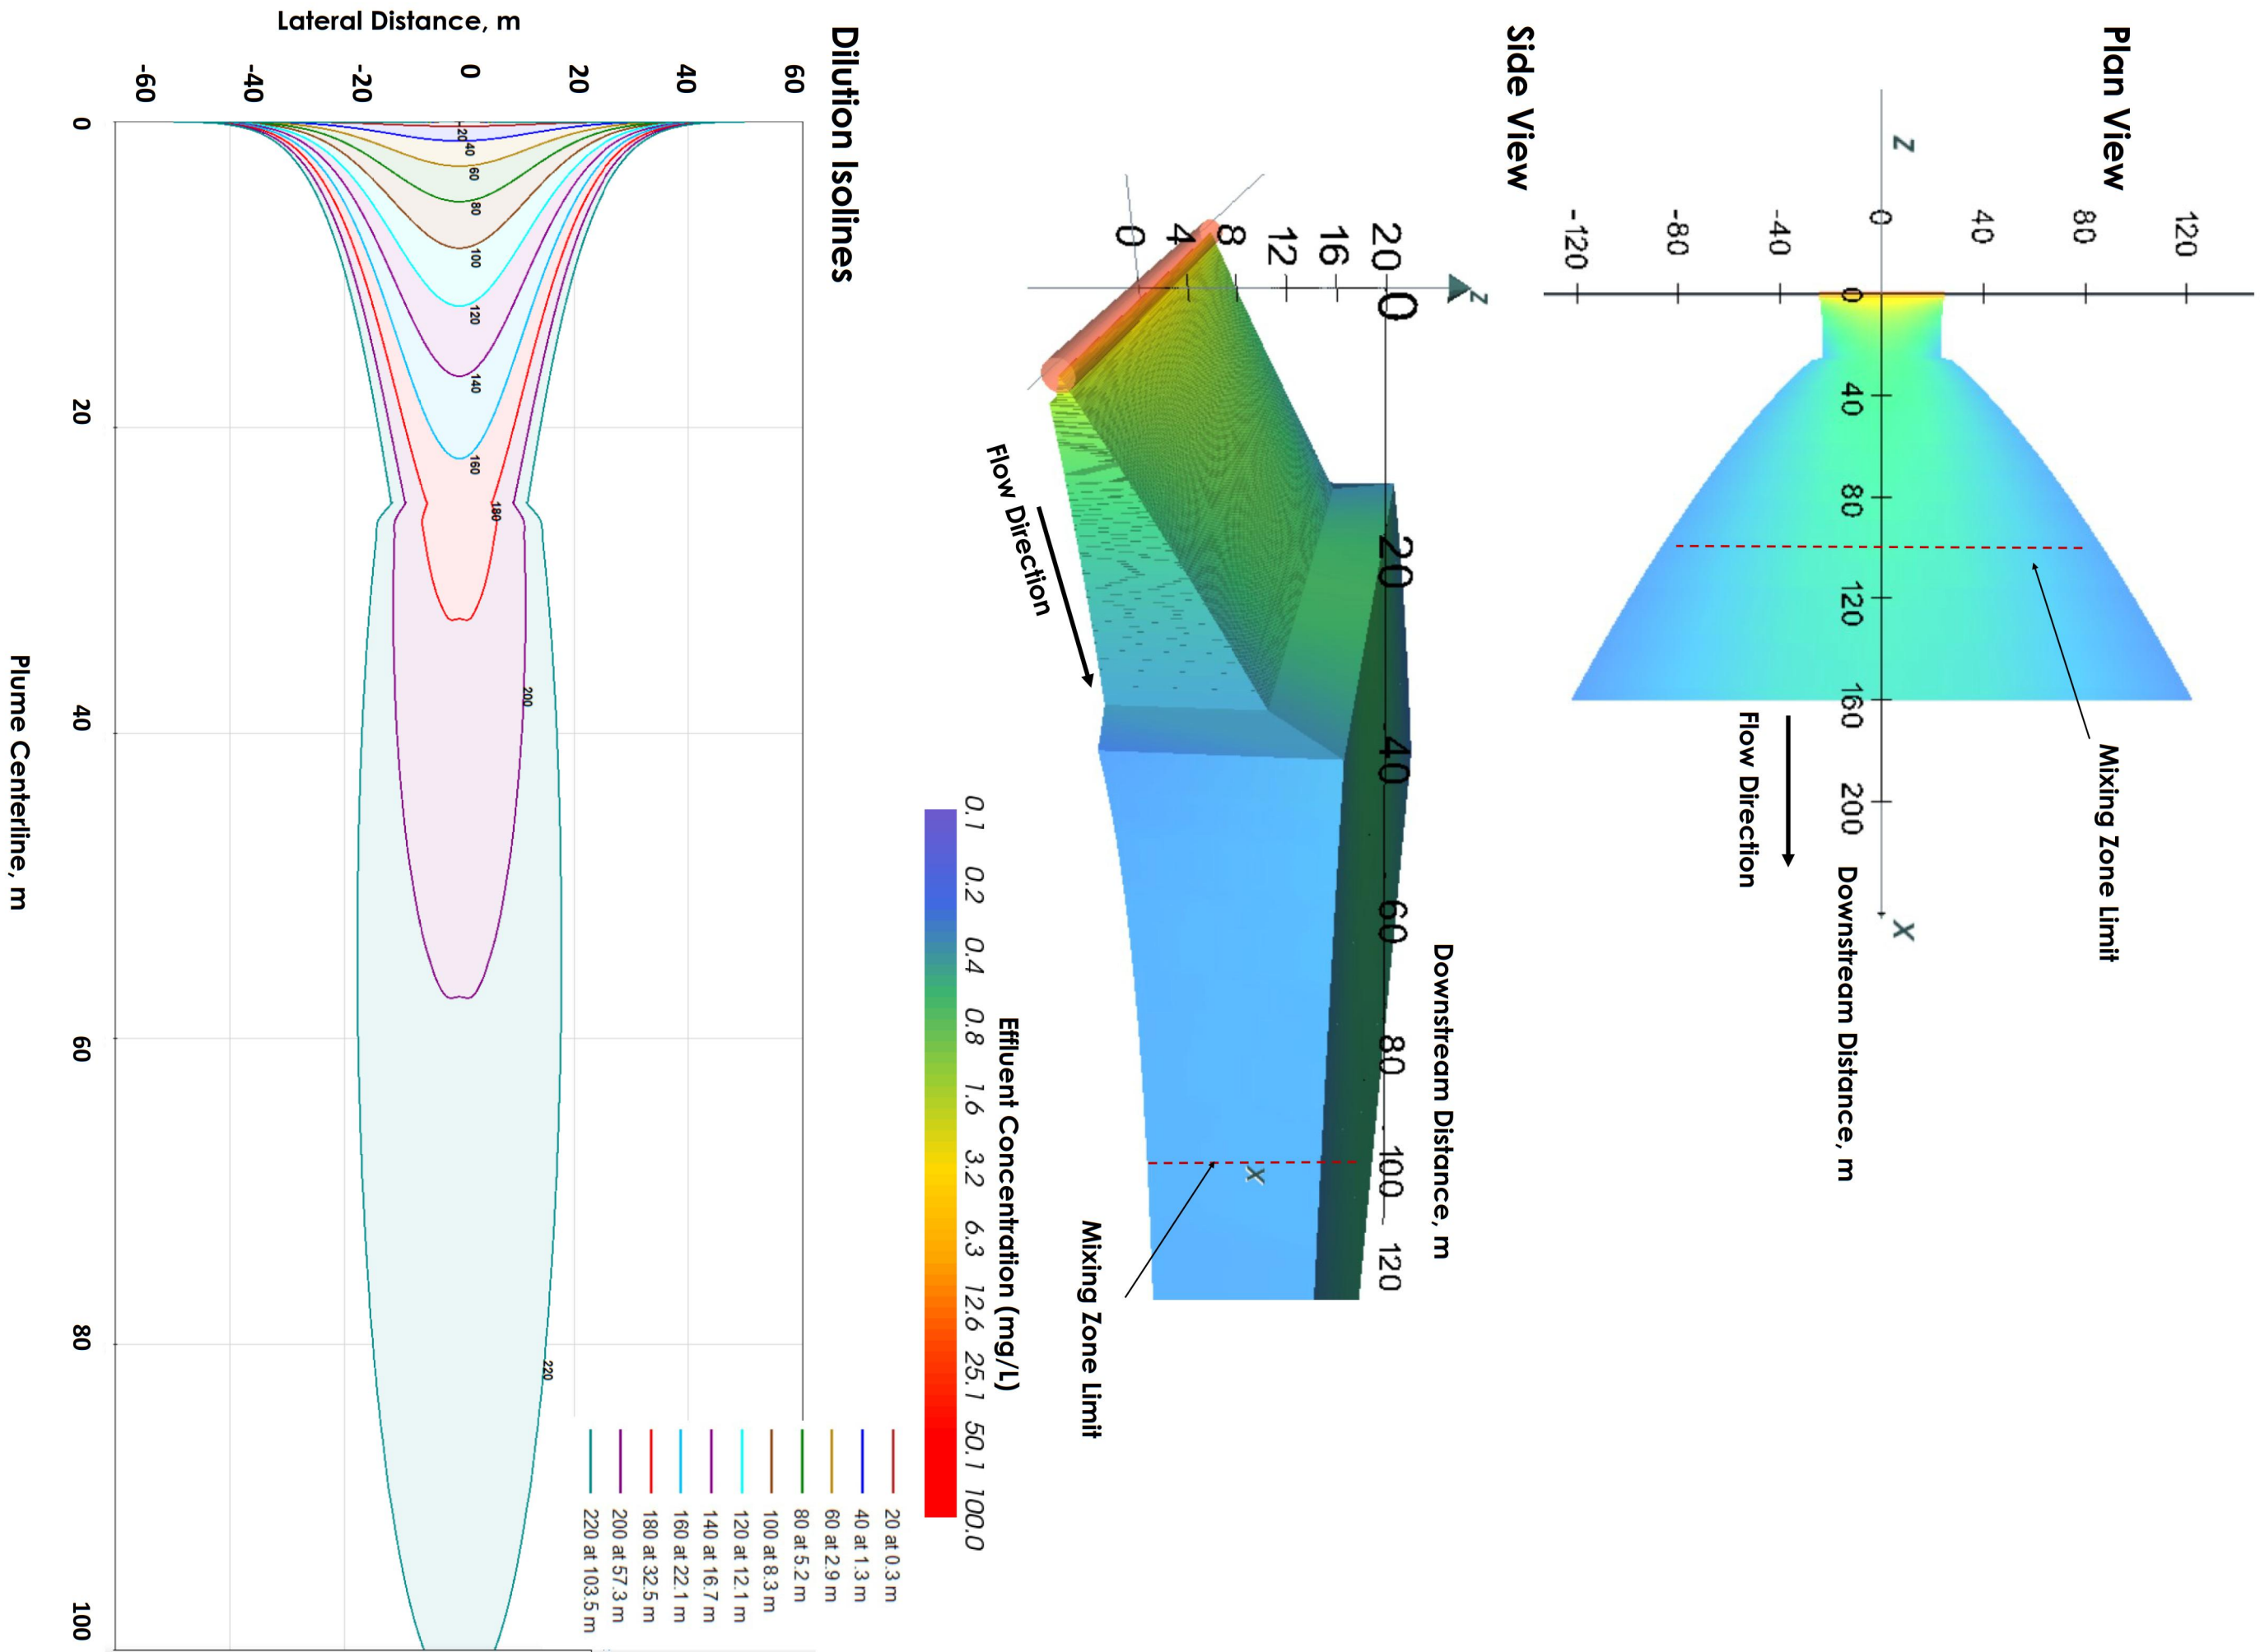 Plan View
z
-120
-80
-40
0
40
80
120
0
40
80
120
160
200
x
Downstream Distance, m
Flow Direction
Mixing Zone Limit
Side View
z
20
16
12
8
4
0
0
20
40
60
80
100
120
Downstream Distance, m
x
Flow Direction
Mixing Zone Limit
Effluent Concentration (mg/L)
0.1 0.2 0.4 0.8 1.6 3.2 6.3 12.6 25.1 50.1 100.0
Dilution Isolines
Lateral Distance, m
60
40
20
0
-20
-40
-60
0
20
40
60
80
100
Plume Centerline, m
20
40
60
80
100
120
140
160
180
200
220
20 at 0.3 m
40 at 1.3 m
60 at 2.9 m
80 at 5.2 m
100 at 8.3 m
120 at 12.1 m
140 at 16.7 m
160 at 22.1 m
180 at 32.5 m
200 at 57.3 m
220 at 103.5 m